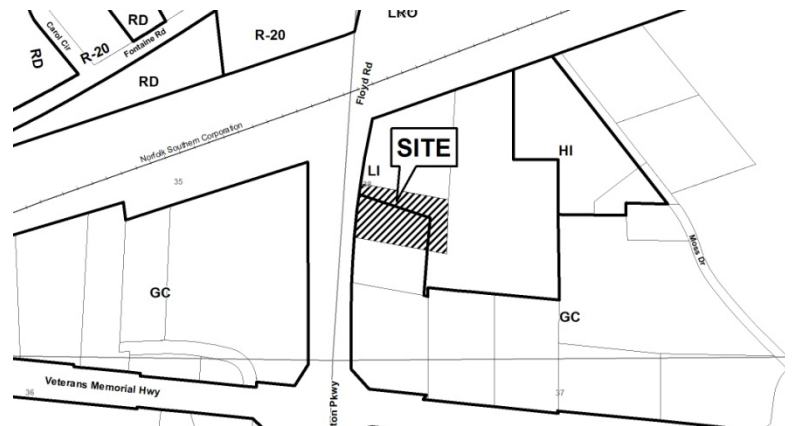 LRO
R-20
RD
Carol Cir
R-20
Fontaine Rd
RD
RD
Floyd Rd
Norfolk Southern Corporation
SITE
HI
LI
35
38
Moss Dr
GC
GC
Veterans Memorial Hwy
36
37
ton Pkwy